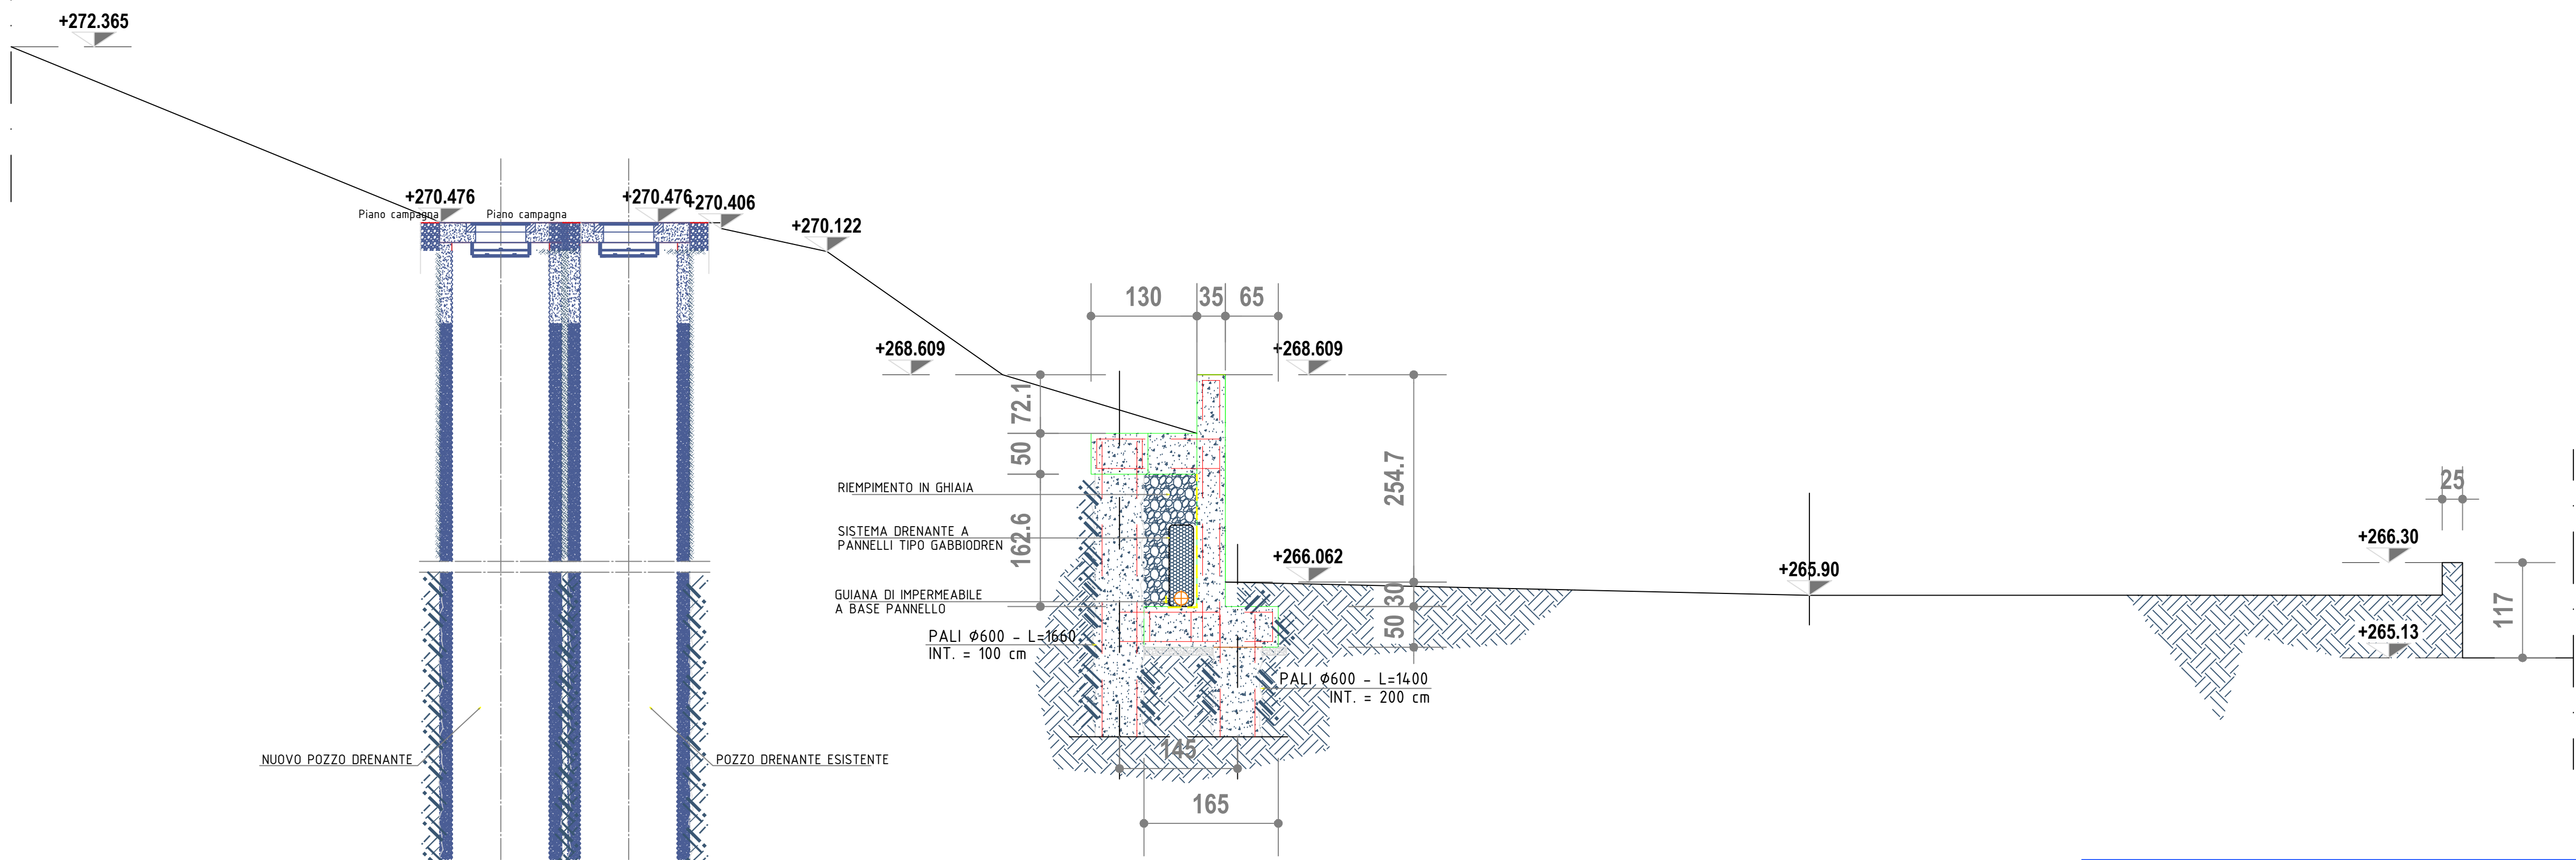 +272.365
+270.476
+270.476
+270.406
Piano campagna
Piano campagna
+270.122
130
35
65
+268.609
+268.609
72.1
50
162.6
254.7
30
50
RIEMPIMENTO IN GHIAIA
SISTEMA DRENANTE A
PANNELLI TIPO GABBIODREN
GUIANA DI IMPERMEABILE
A BASE PANNELLO
PALI Ø600 - L=1660
INT. = 100 cm
+266.062
+265.90
25
+266.30
117
+265.13
PALI Ø600 - L=1400
INT. = 200 cm
NUOVO POZZO DRENANTE
POZZO DRENANTE ESISTENTE
145
165